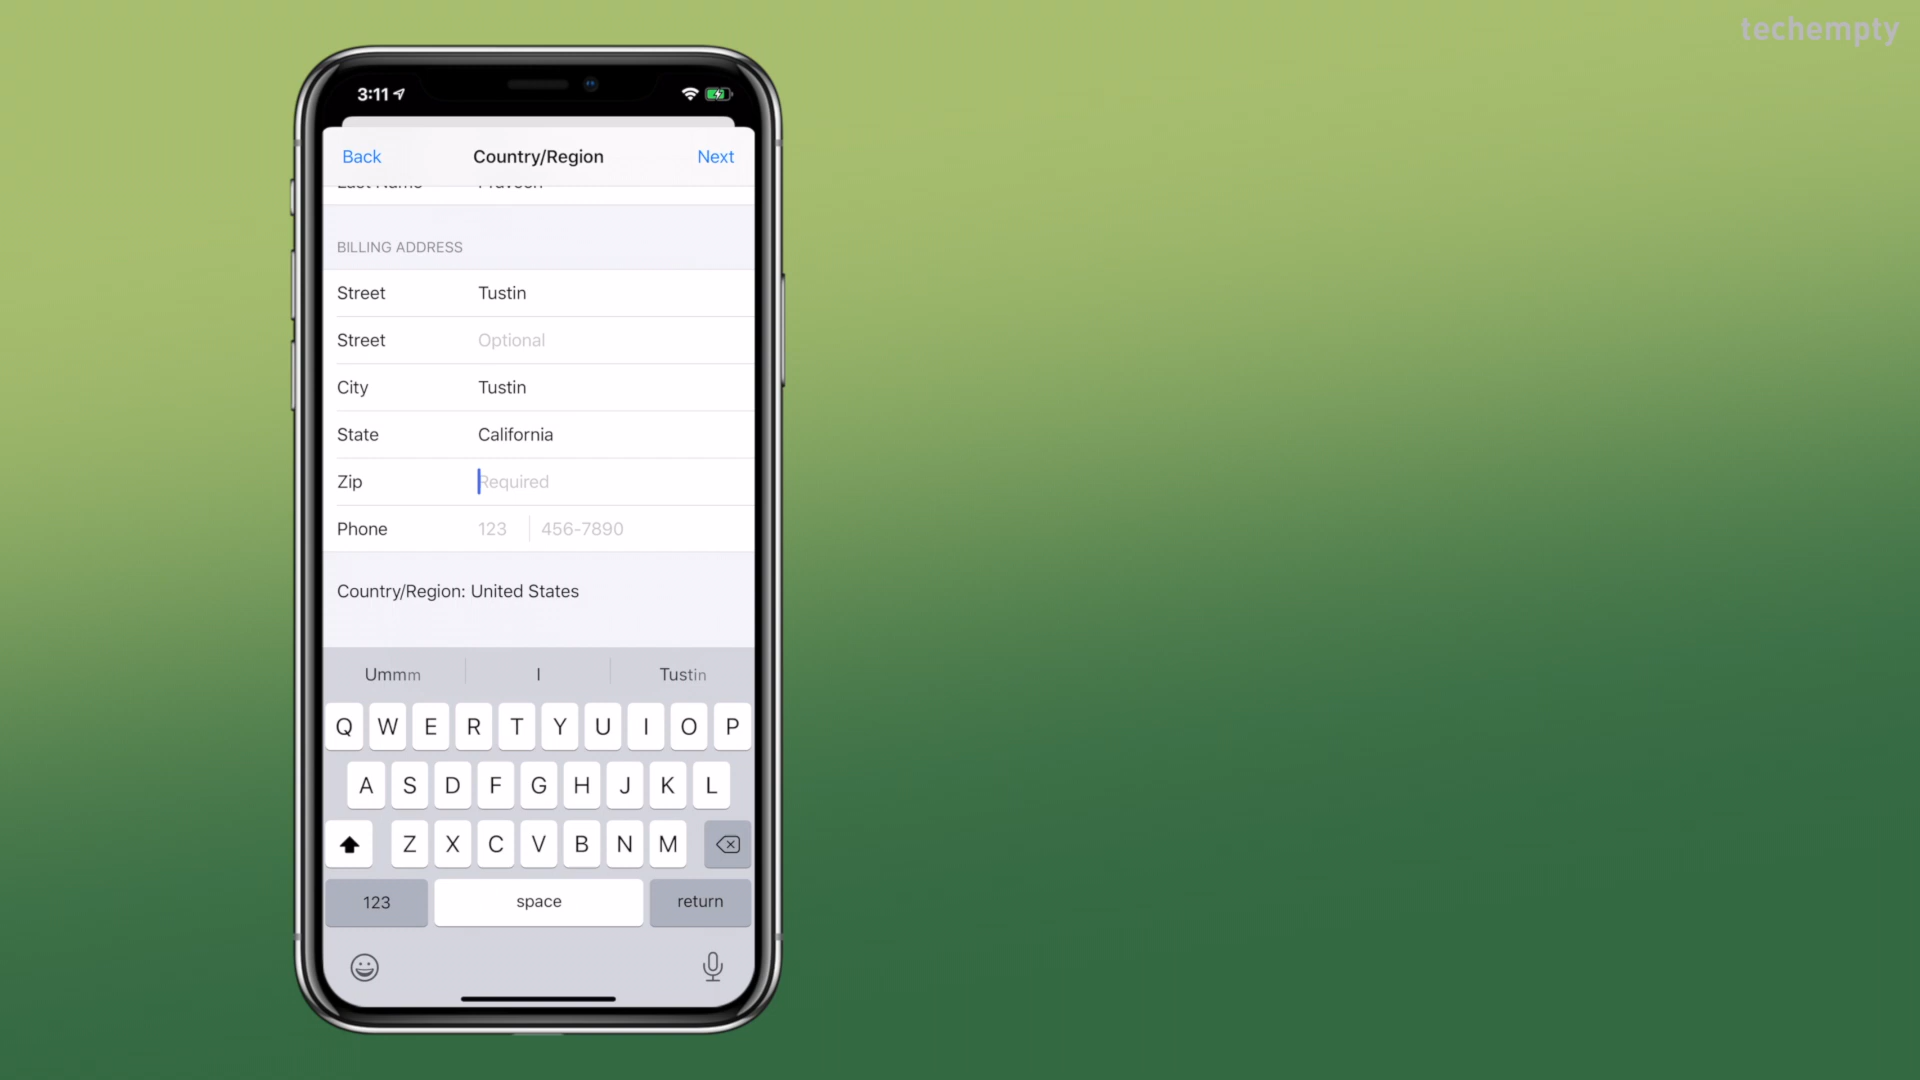 techempty
3:11
Back Country/Region Next
BILLING ADDRESS
Street Tustin
Street Optional
City Tustin
State California
Zip Required
Phone 123 456-7890
Country/Region: United States
Ummm I Tustin
Q W E R T Y U I O P
A S D F G H J K L
Z X C V B N M
123 space return